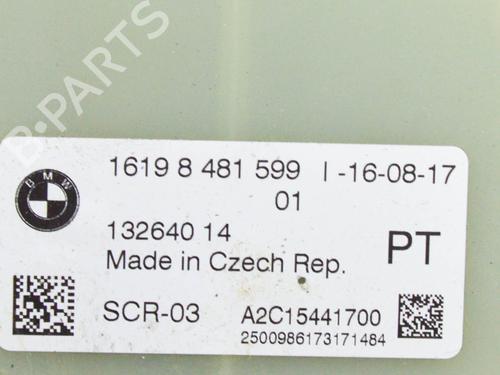 B-PARTS
1619 8 481 599 I -16-08-17
01
BMW
132640 14
Made in Czech Rep.
PT
SCR-03 A2C15441700
2500986173171484